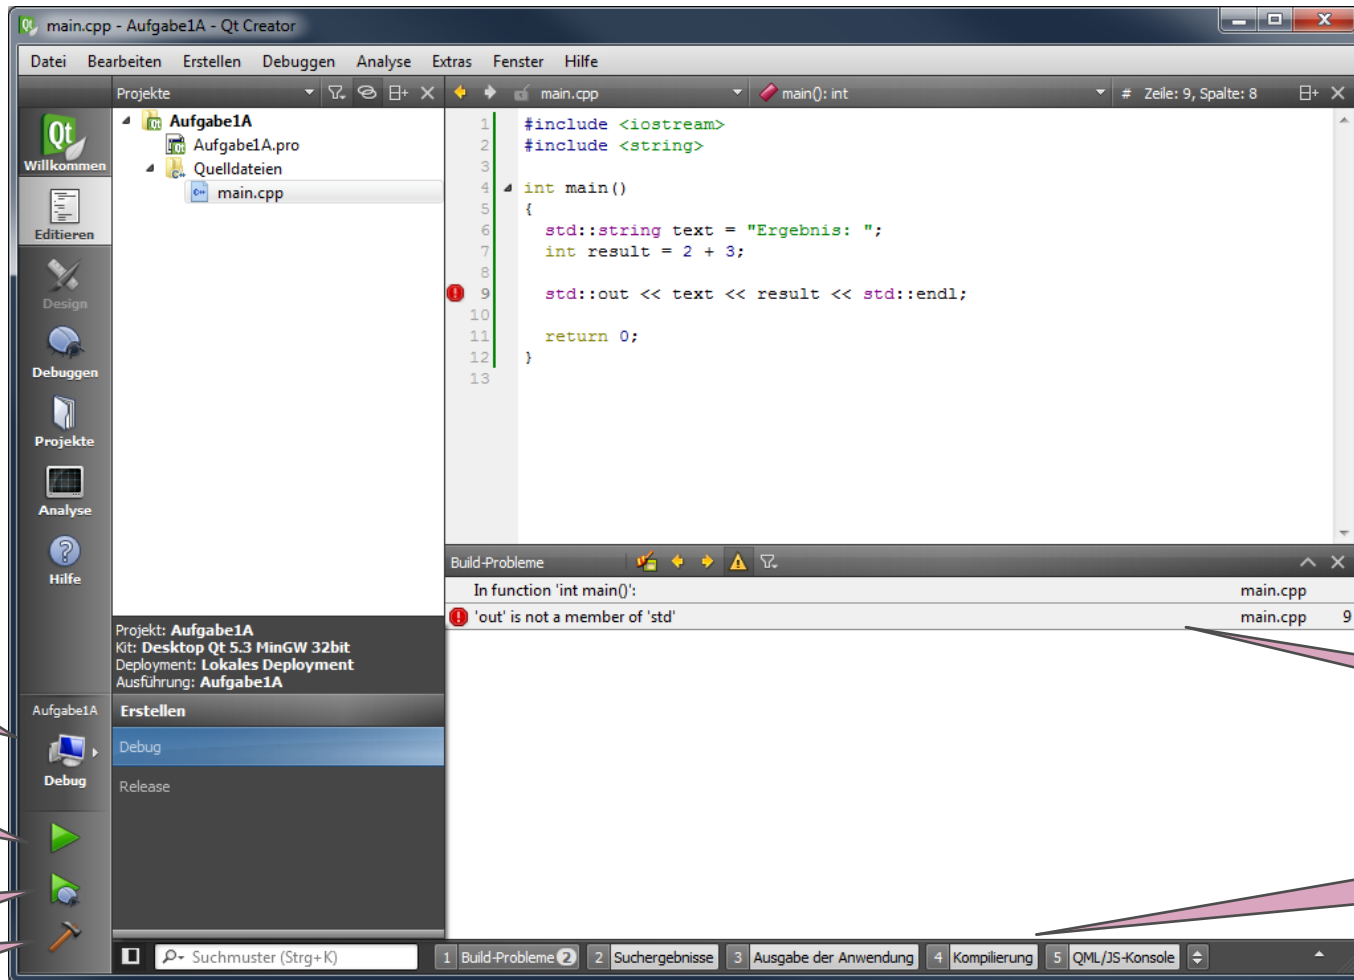 main.cpp - Aufgabe1A - Qt Creator
Datei Bearbeiten Erstellen Debuggen Analyse Extras Fenster Hilfe
Projekte
main.cpp
main(): int
# Zeile: 9, Spalte: 8
Qt
Willkommen
Editieren
Design
Debuggen
Projekte
Analyse
Hilfe
Aufgabe1A
Aufgabe1A.pro
Quelldateien
main.cpp
1 #include <iostream>
2 #include <string>
3
4 int main()
5 {
6 std::string text = "Ergebnis: ";
7 int result = 2 + 3;
8
9 std::out << text << result << std::endl;
10
11 return 0;
12 }
13
Build-Probleme
In function 'int main()': main.cpp
'out' is not a member of 'std' main.cpp 9
Projekt: Aufgabe1A
Kit: Desktop Qt 5.3 MinGW 32bit
Deployment: Lokales Deployment
Ausführung: Aufgabe1A
Aufgabe1A
Debug
Erstellen
Debug
Release
Suchmuster (Strg+K)
1 Build-Probleme 2
2 Suchergebnisse
3 Ausgabe der Anwendung
4 Kompilierung
5 QML/JS-Konsole